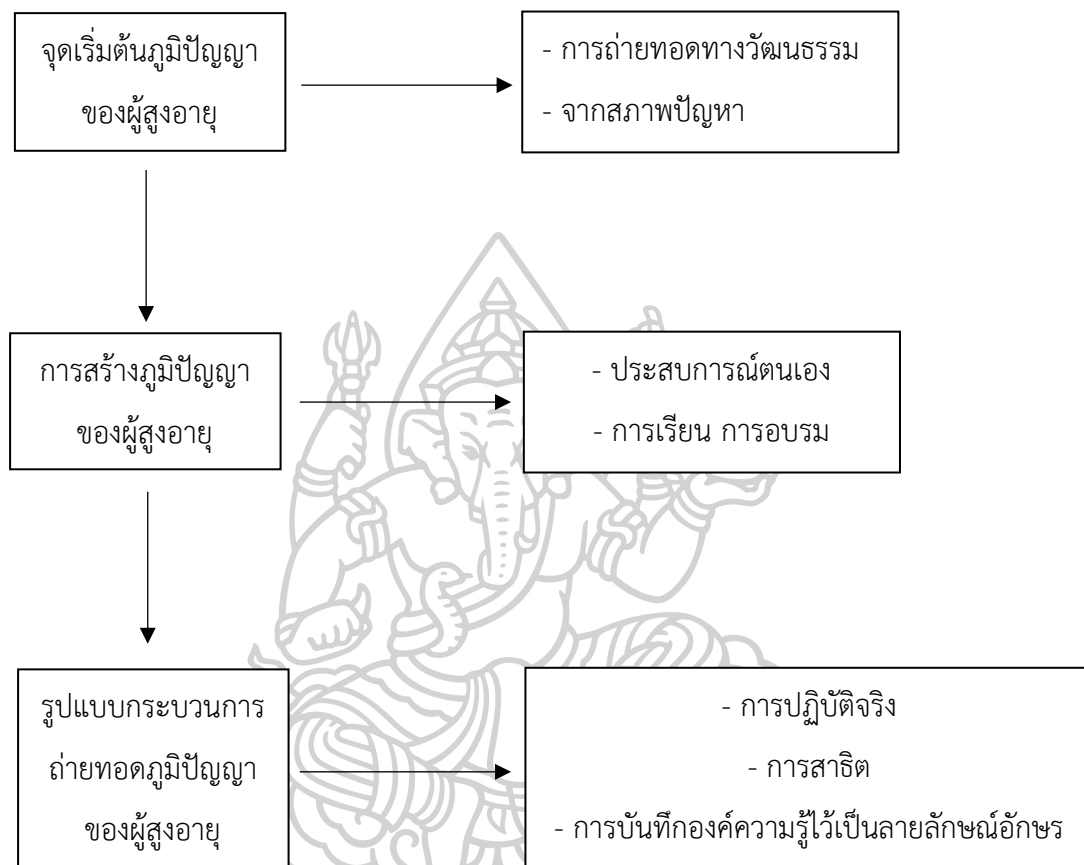 จุดเริ่มต้นภูมิปัญญา
ของผู้สูงอายุ
- การถ่ายทอดทางวัฒนธรรม
- จากสภาพปัญหา
การสร้างภูมิปัญญา
ของผู้สูงอายุ
- ประสบการณ์ตนเอง
- การเรียน การอบรม
รูปแบบกระบวนการ
ถ่ายทอดภูมิปัญญา
ของผู้สูงอายุ
- การปฏิบัติจริง
- การสาธิต
- การบันทึกองค์ความรู้ไว้เป็นลายลักษณ์อักษร